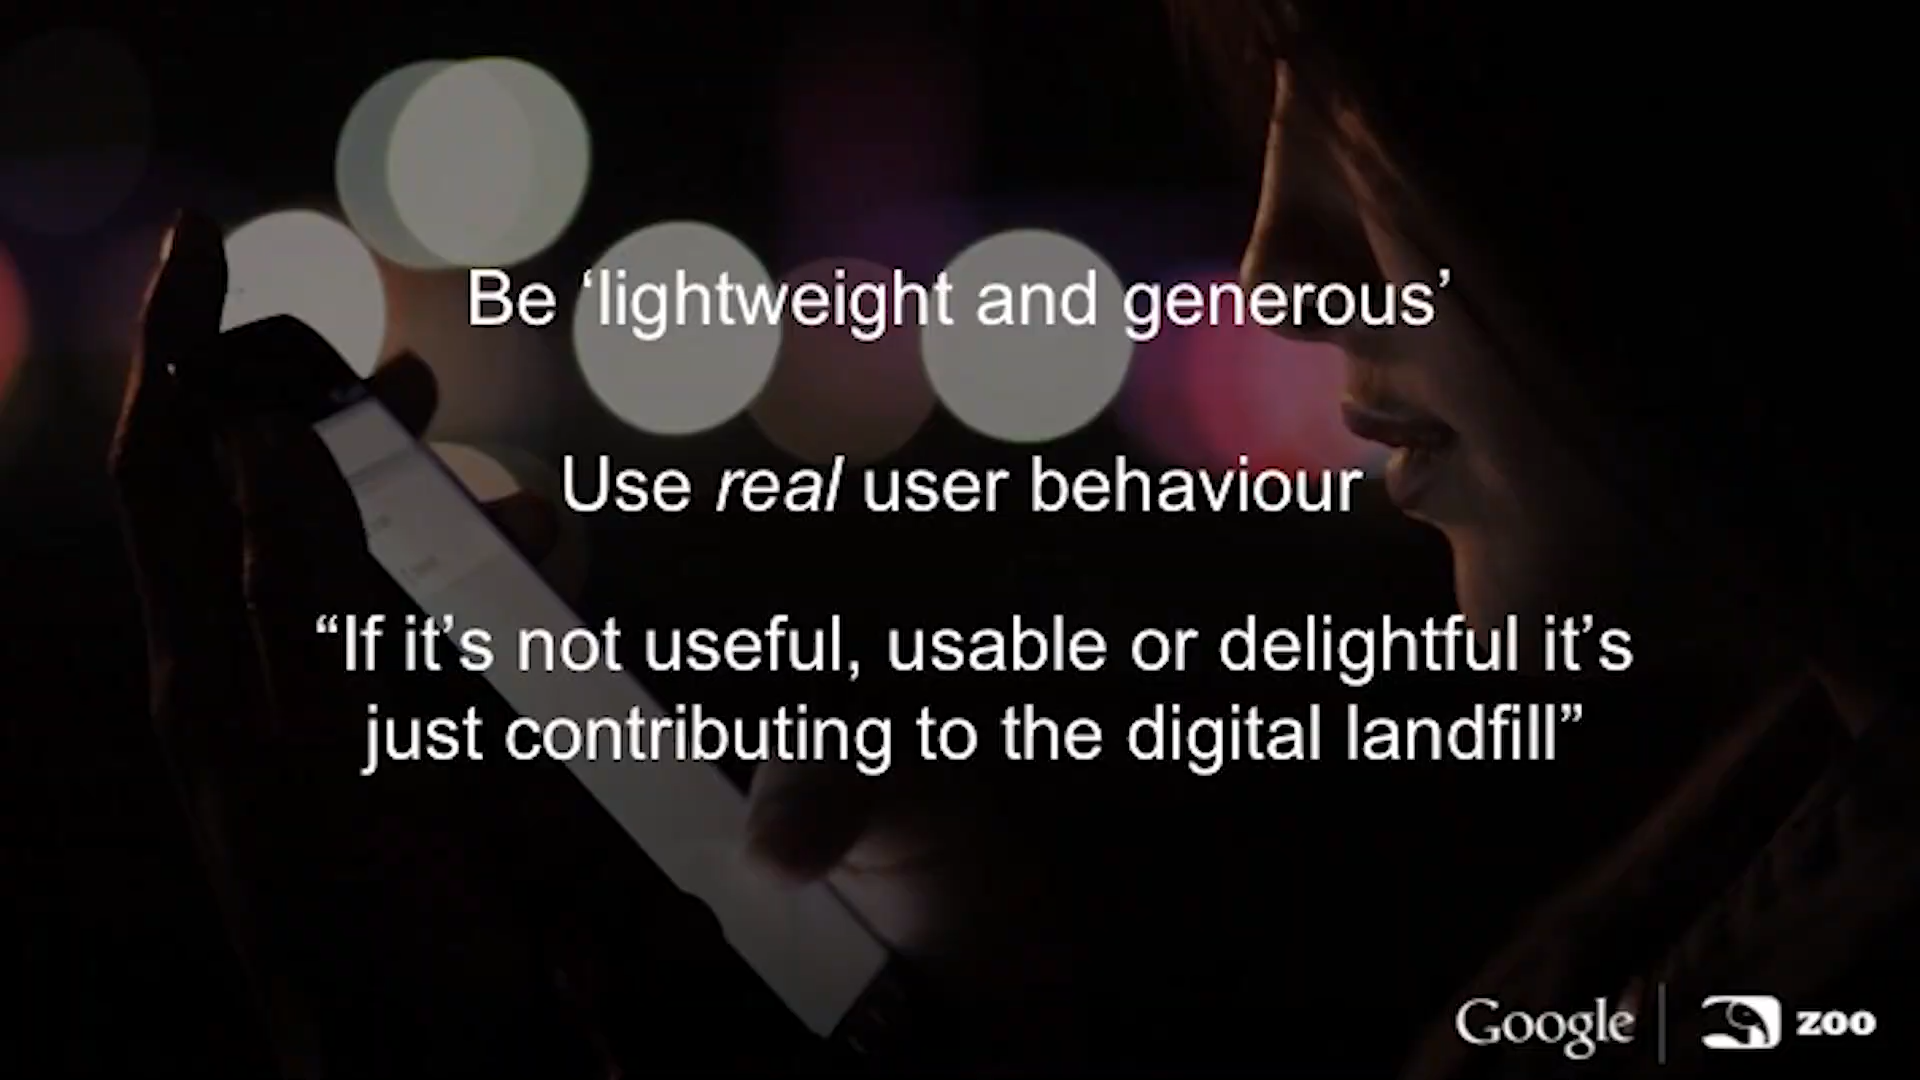 Be ‘lightweight and generous’
Use real user behaviour
“If it’s not useful, usable or delightful it’s
just contributing to the digital landfill”
Google zoo